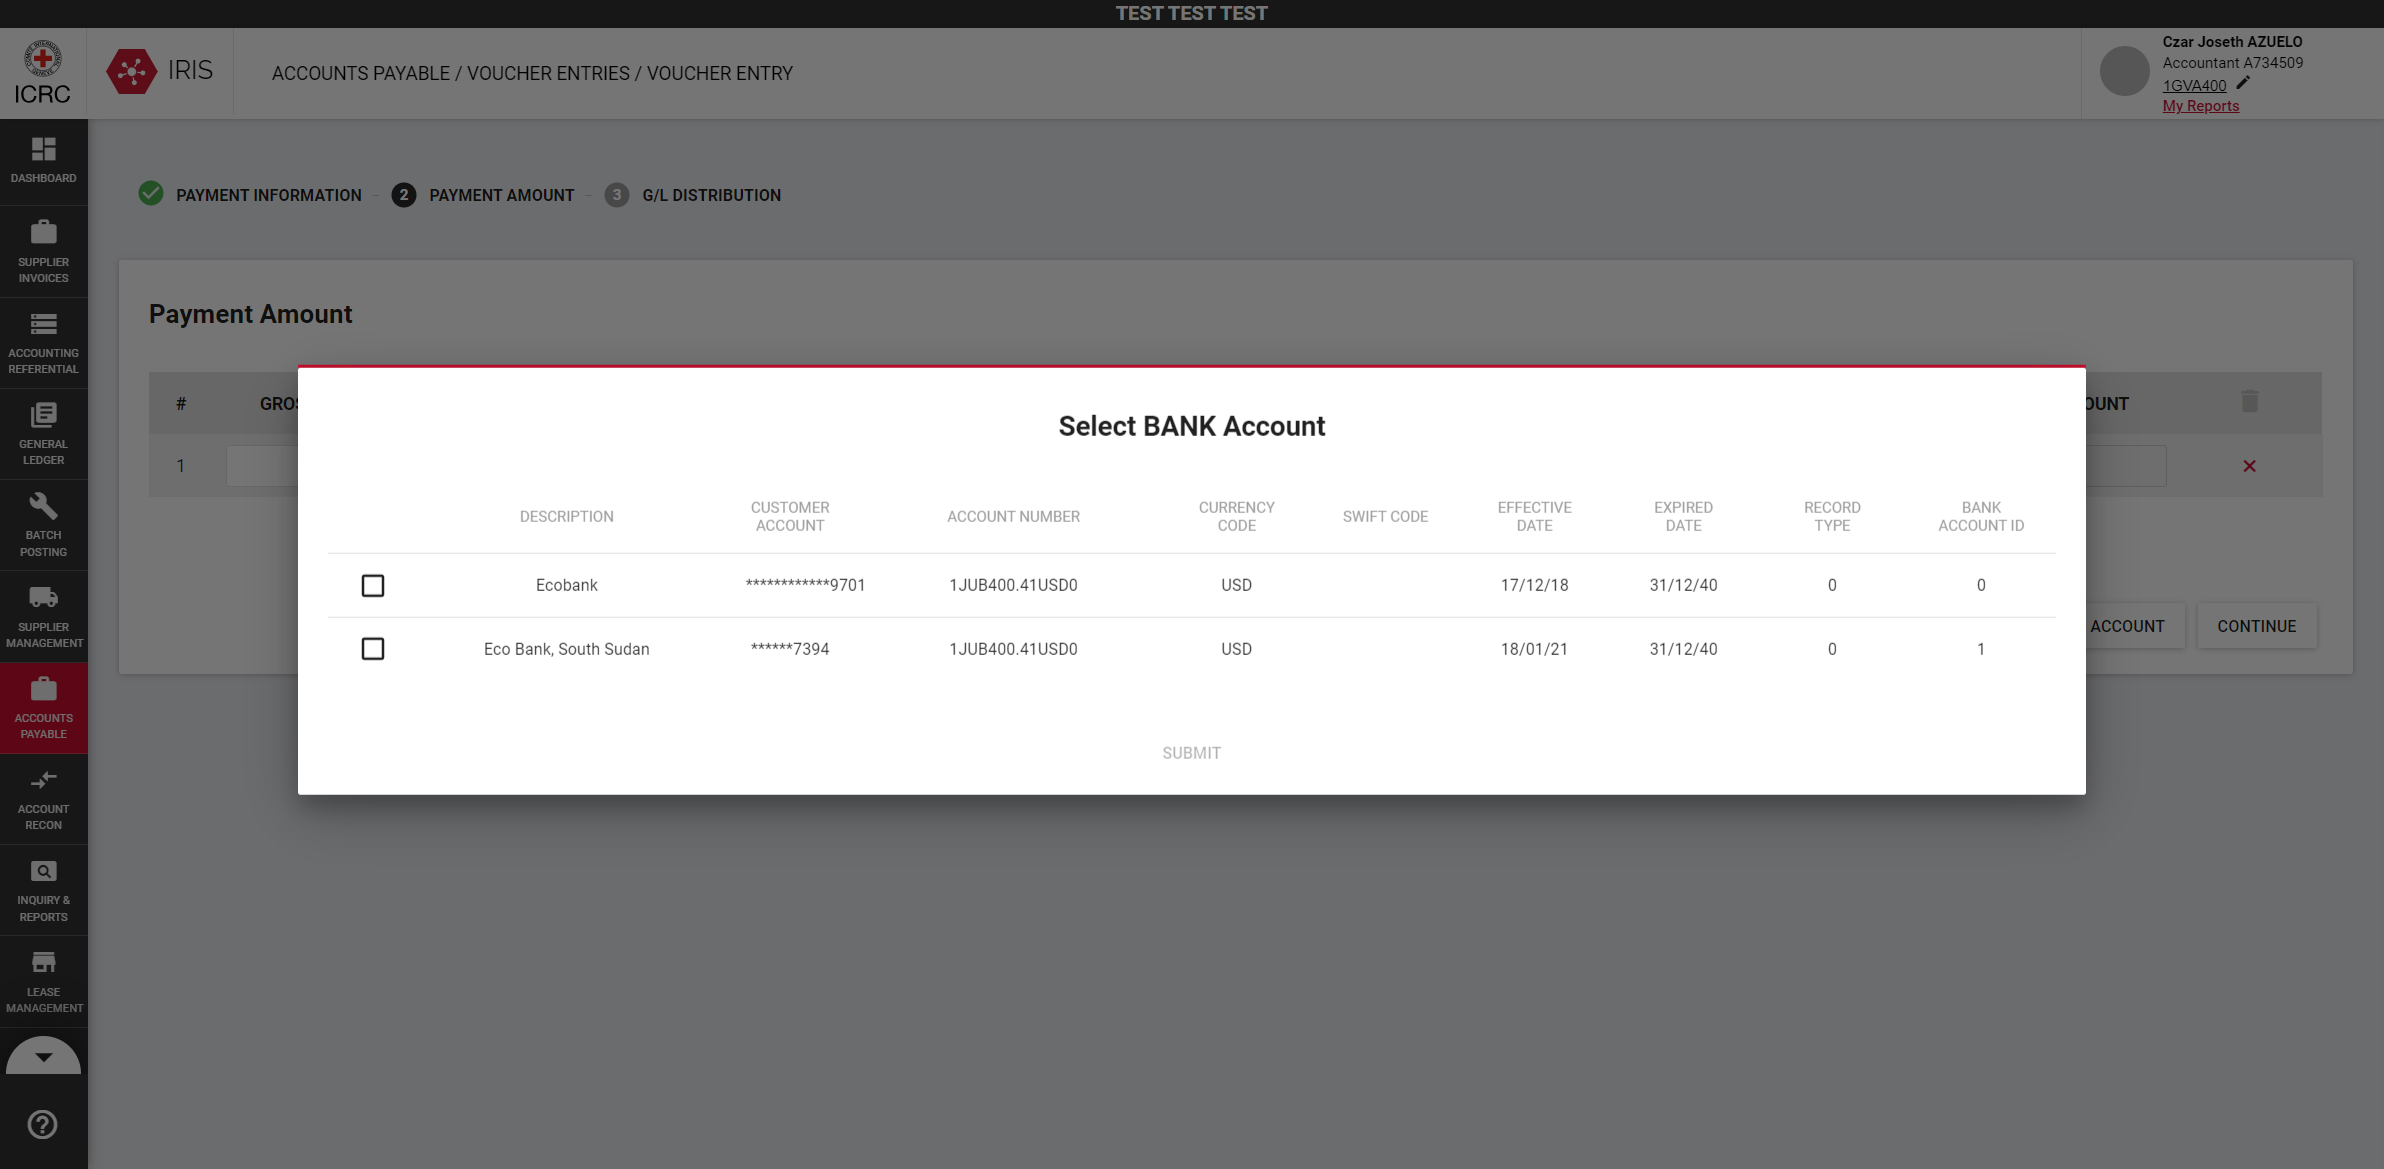 TEST TEST TEST
ICRC
IRIS
ACCOUNTS PAYABLE / VOUCHER ENTRIES / VOUCHER ENTRY
Czar Joseth AZUELO
Accountant A734509
1GVA400
My Reports
DASHBOARD
SUPPLIER
INVOICES
ACCOUNTING
REFERENTIAL
GENERAL
LEDGER
BATCH
POSTING
SUPPLIER
MANAGEMENT
ACCOUNTS
PAYABLE
ACCOUNT
RECON
INQUIRY &
REPORTS
LEASE
MANAGEMENT
PAYMENT INFORMATION - 2 PAYMENT AMOUNT - 3 G/L DISTRIBUTION
Payment Amount
# GROS OUNT
1
Select BANK Account
DESCRIPTION CUSTOMER ACCOUNT ACCOUNT NUMBER CURRENCY CODE SWIFT CODE EFFECTIVE DATE EXPIRED DATE RECORD TYPE BANK ACCOUNT ID
Ecobank ************9701 1JUB400.41USD0 USD 17/12/18 31/12/40 0 0
Eco Bank, South Sudan ******7394 1JUB400.41USD0 USD 18/01/21 31/12/40 0 1
SUBMIT
ACCOUNT CONTINUE